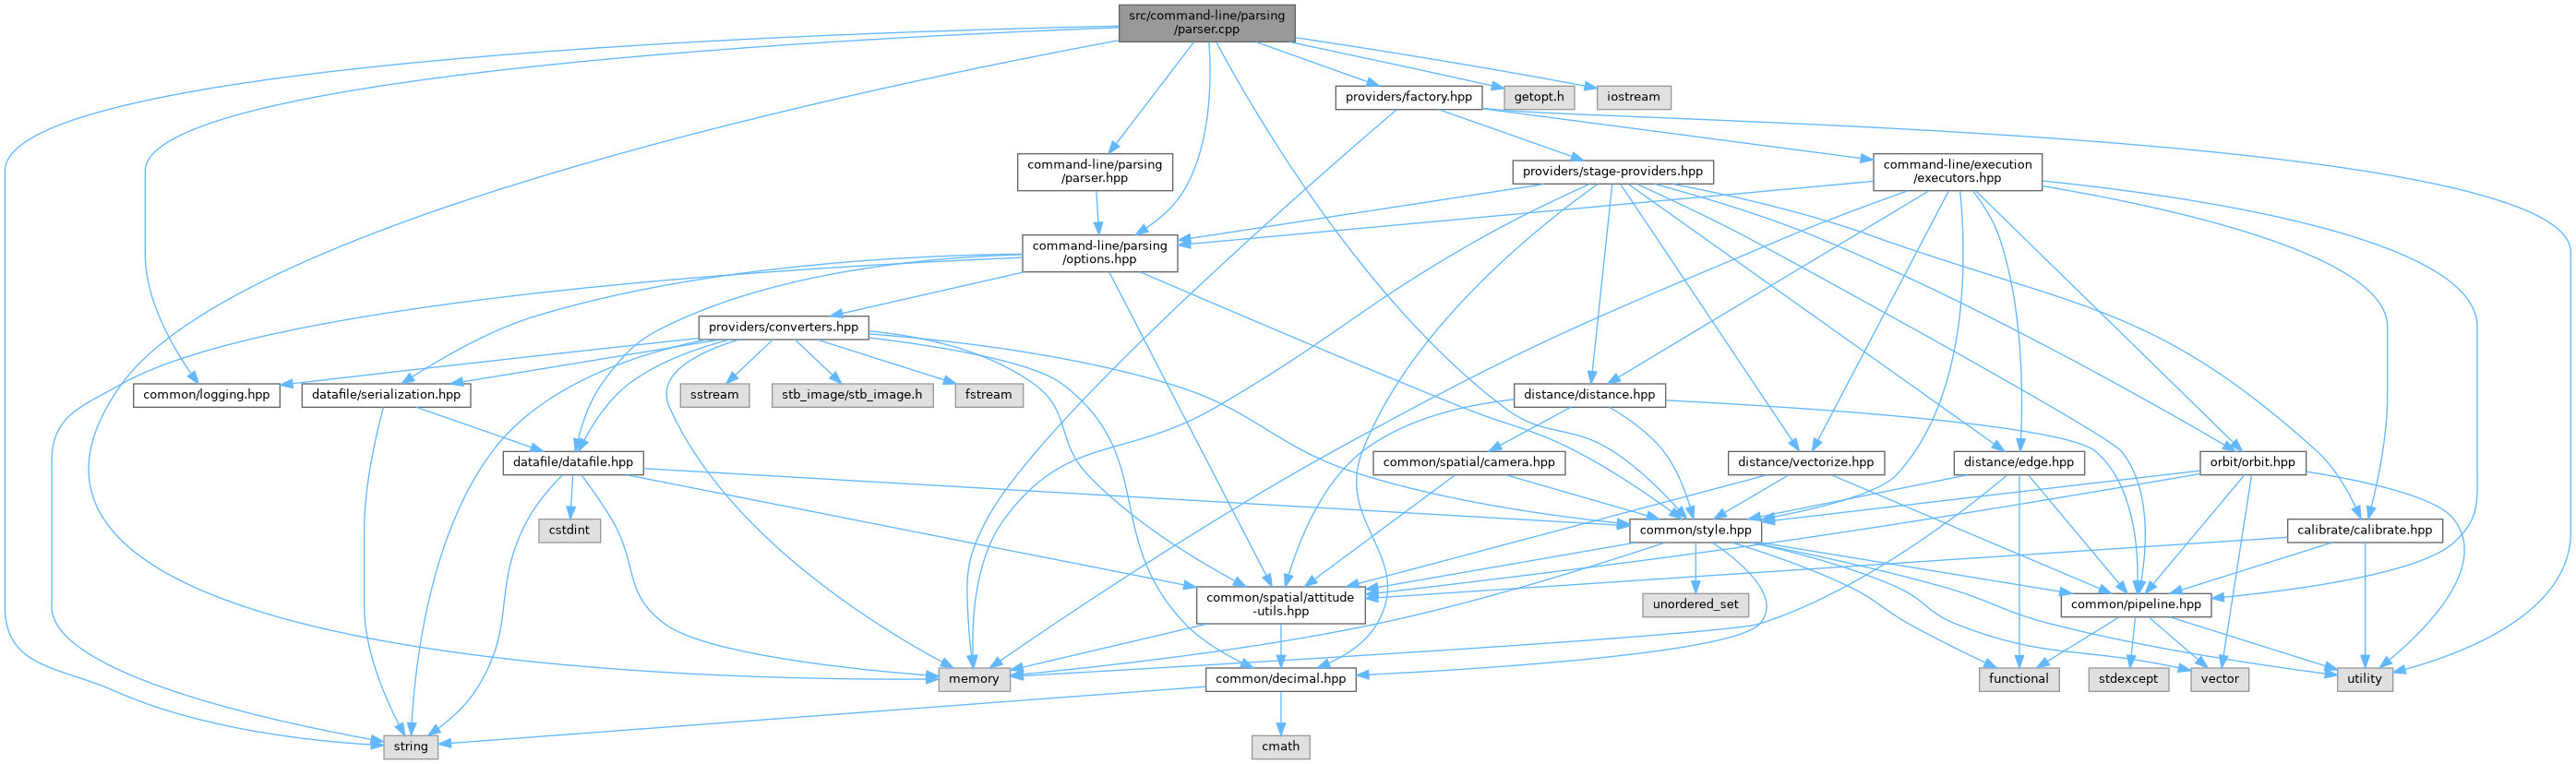 src/command-line/parsing
/parser.cpp
providers/factory.hpp
getopt.h
iostream
command-line/parsing
/parser.hpp
providers/stage-providers.hpp
command-line/execution
/executors.hpp
command-line/parsing
/options.hpp
providers/converters.hpp
common/logging.hpp
datafile/serialization.hpp
sstream
stb_image/stb_image.h
fstream
distance/distance.hpp
datafile/datafile.hpp
common/spatial/camera.hpp
distance/vectorize.hpp
distance/edge.hpp
orbit/orbit.hpp
cstdint
common/style.hpp
calibrate/calibrate.hpp
common/spatial/attitude
-utils.hpp
unordered_set
common/pipeline.hpp
memory
common/decimal.hpp
functional
stdexcept
vector
utility
string
cmath